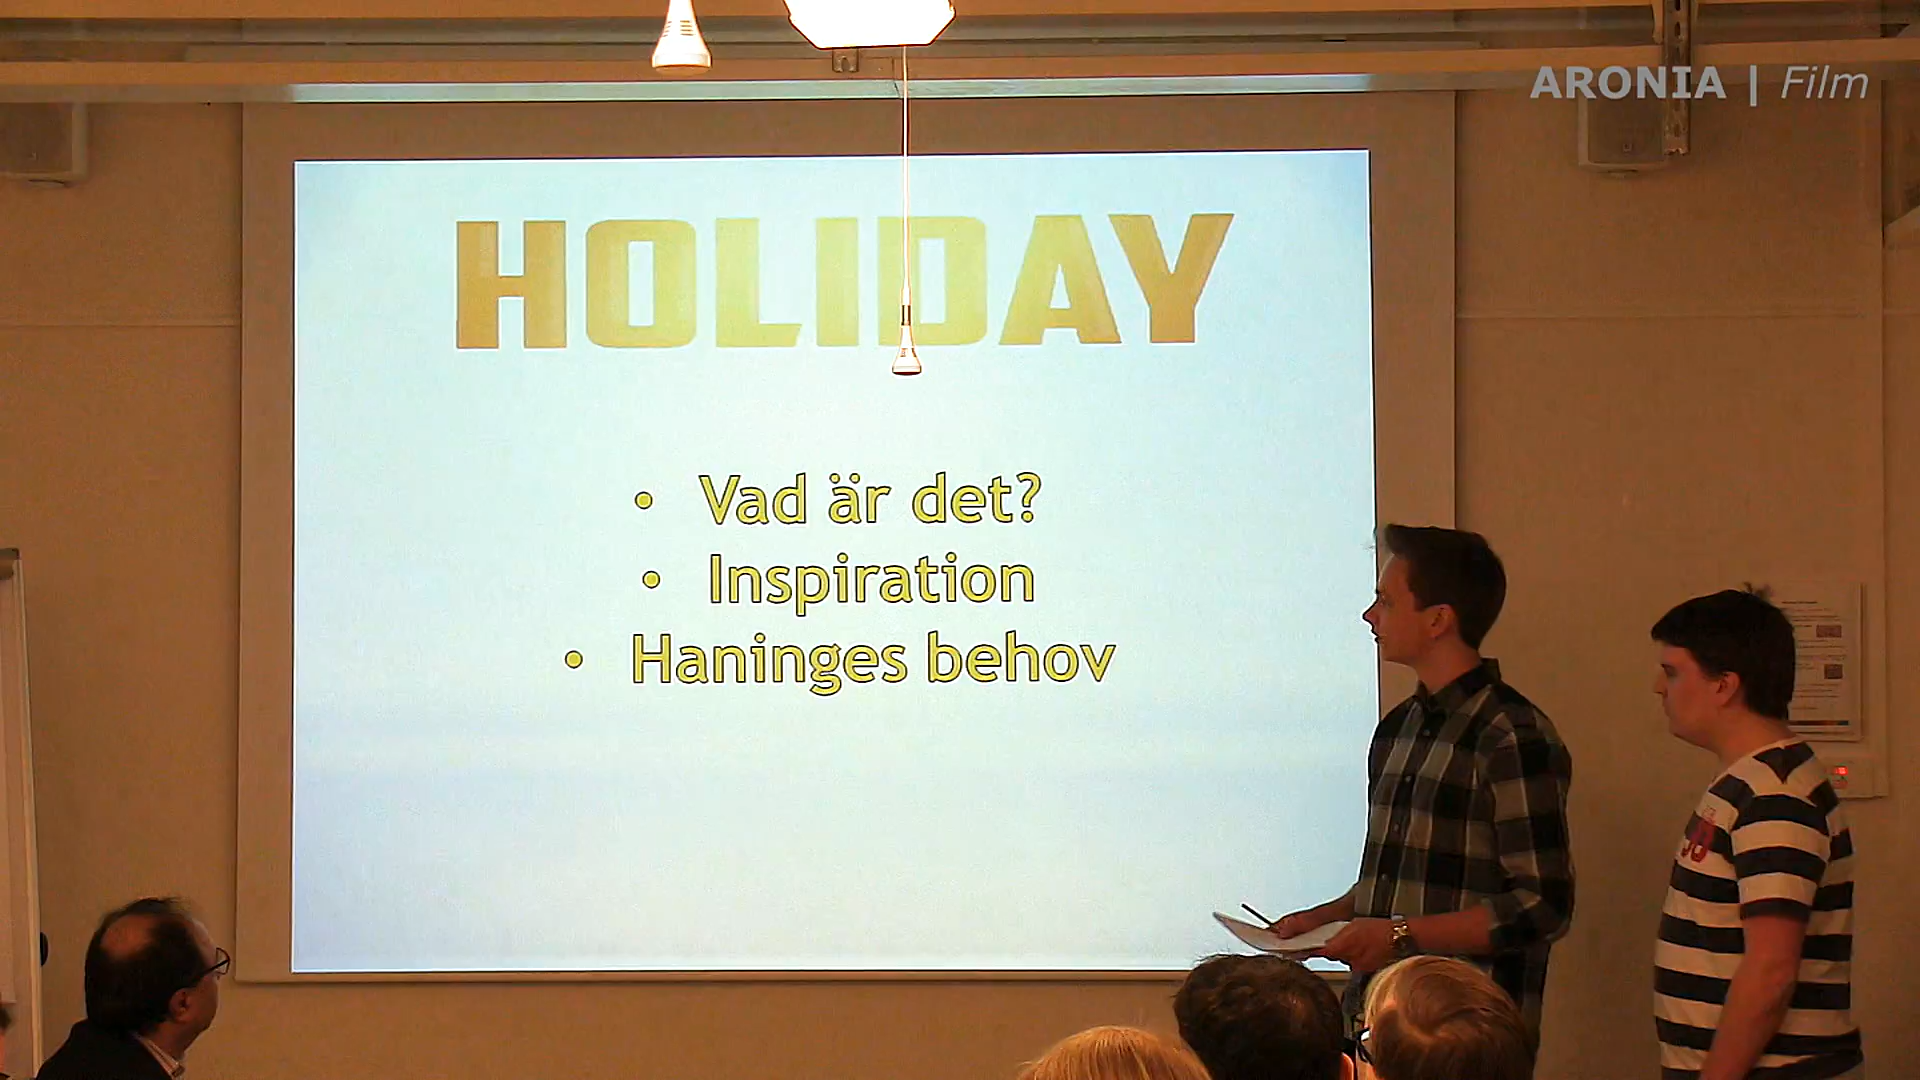 ARONIA | Film
HOLIDAY
• Vad är det?
• Inspiration
• Haninges behov